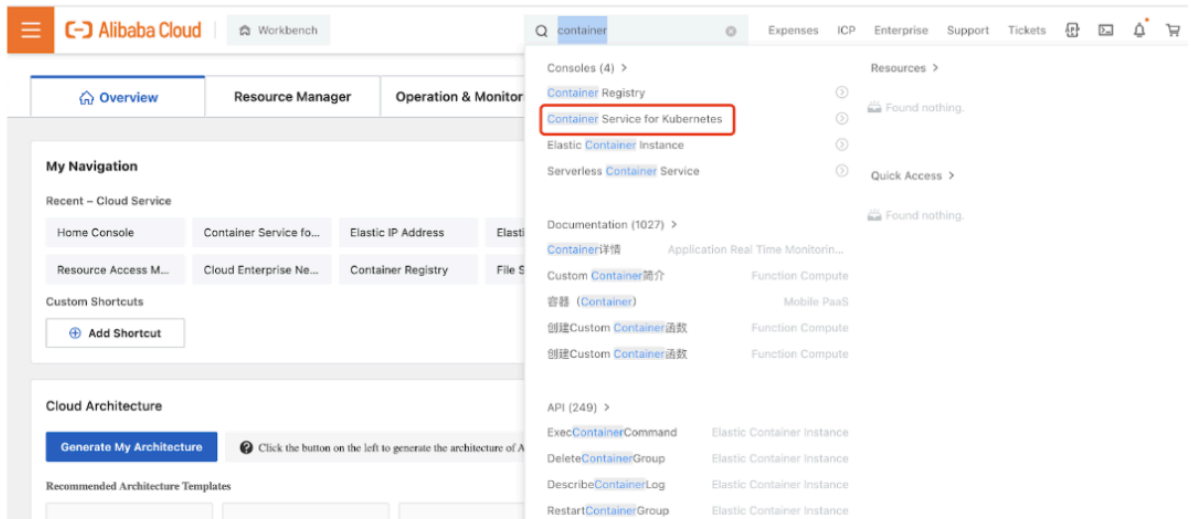 Alibaba Cloud
Workbench
container
Expenses ICP Enterprise Support Tickets
Overview
Resource Manager
Operation & Monitor
My Navigation
Recent – Cloud Service
Home Console
Container Service fo...
Elastic IP Address
Elasti
Resource Access M...
Cloud Enterprise Ne...
Container Registry
File S
Custom Shortcuts
Add Shortcut
Cloud Architecture
Generate My Architecture
Click the button on the left to generate the architecture of A
Recommended Architecture Templates
Consoles (4) >
Container Registry
Container Service for Kubernetes
Elastic Container Instance
Serverless Container Service
Documentation (1027) >
Container详情 Application Real Time Monitorin...
Custom Container简介 Function Compute
容器（Container） Mobile PaaS
创建Custom Container函数 Function Compute
创建Custom Container函数 Function Compute
API (249) >
ExecContainerCommand Elastic Container Instance
DeleteContainerGroup Elastic Container Instance
DescribeContainerLog Elastic Container Instance
RestartContainerGroup Elastic Container Instance
Resources >
Found nothing.
Quick Access >
Found nothing.